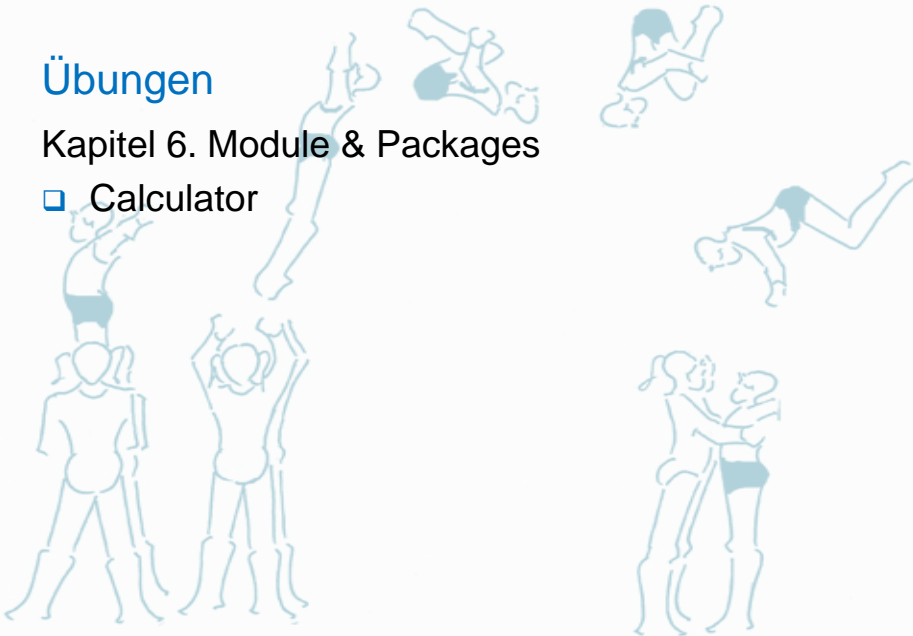 Übungen
Kapitel 6. Module & Packages
Calculator